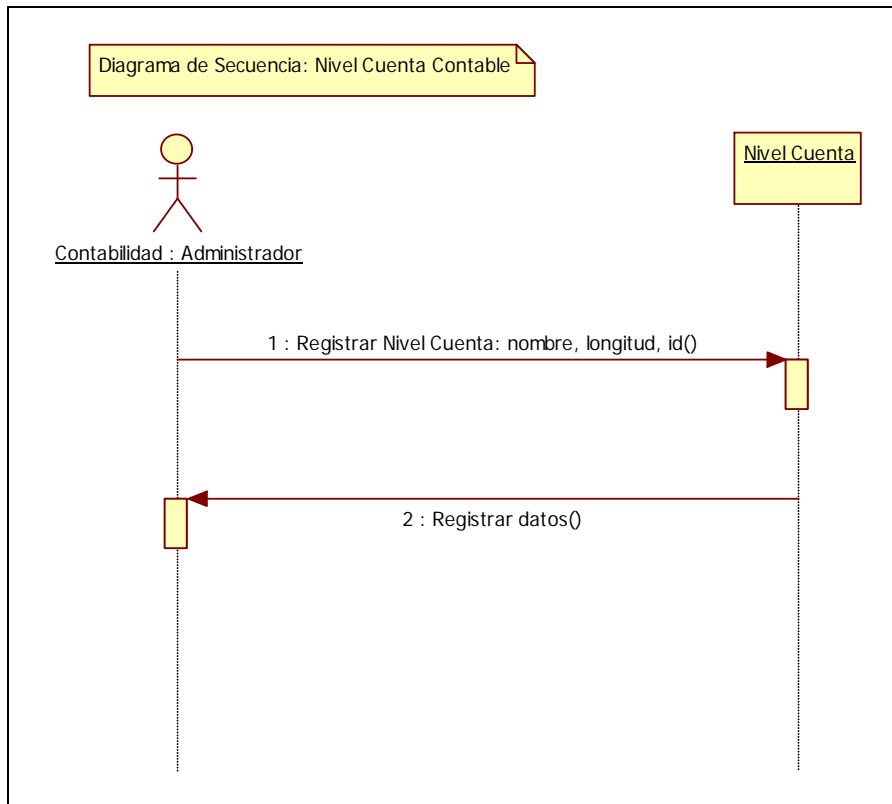 Diagrama de Secuencia: Nivel Cuenta Contable
Nivel Cuenta
Contabilidad : Administrador
1 : Registrar Nivel Cuenta: nombre, longitud, id()
2 : Registrar datos()